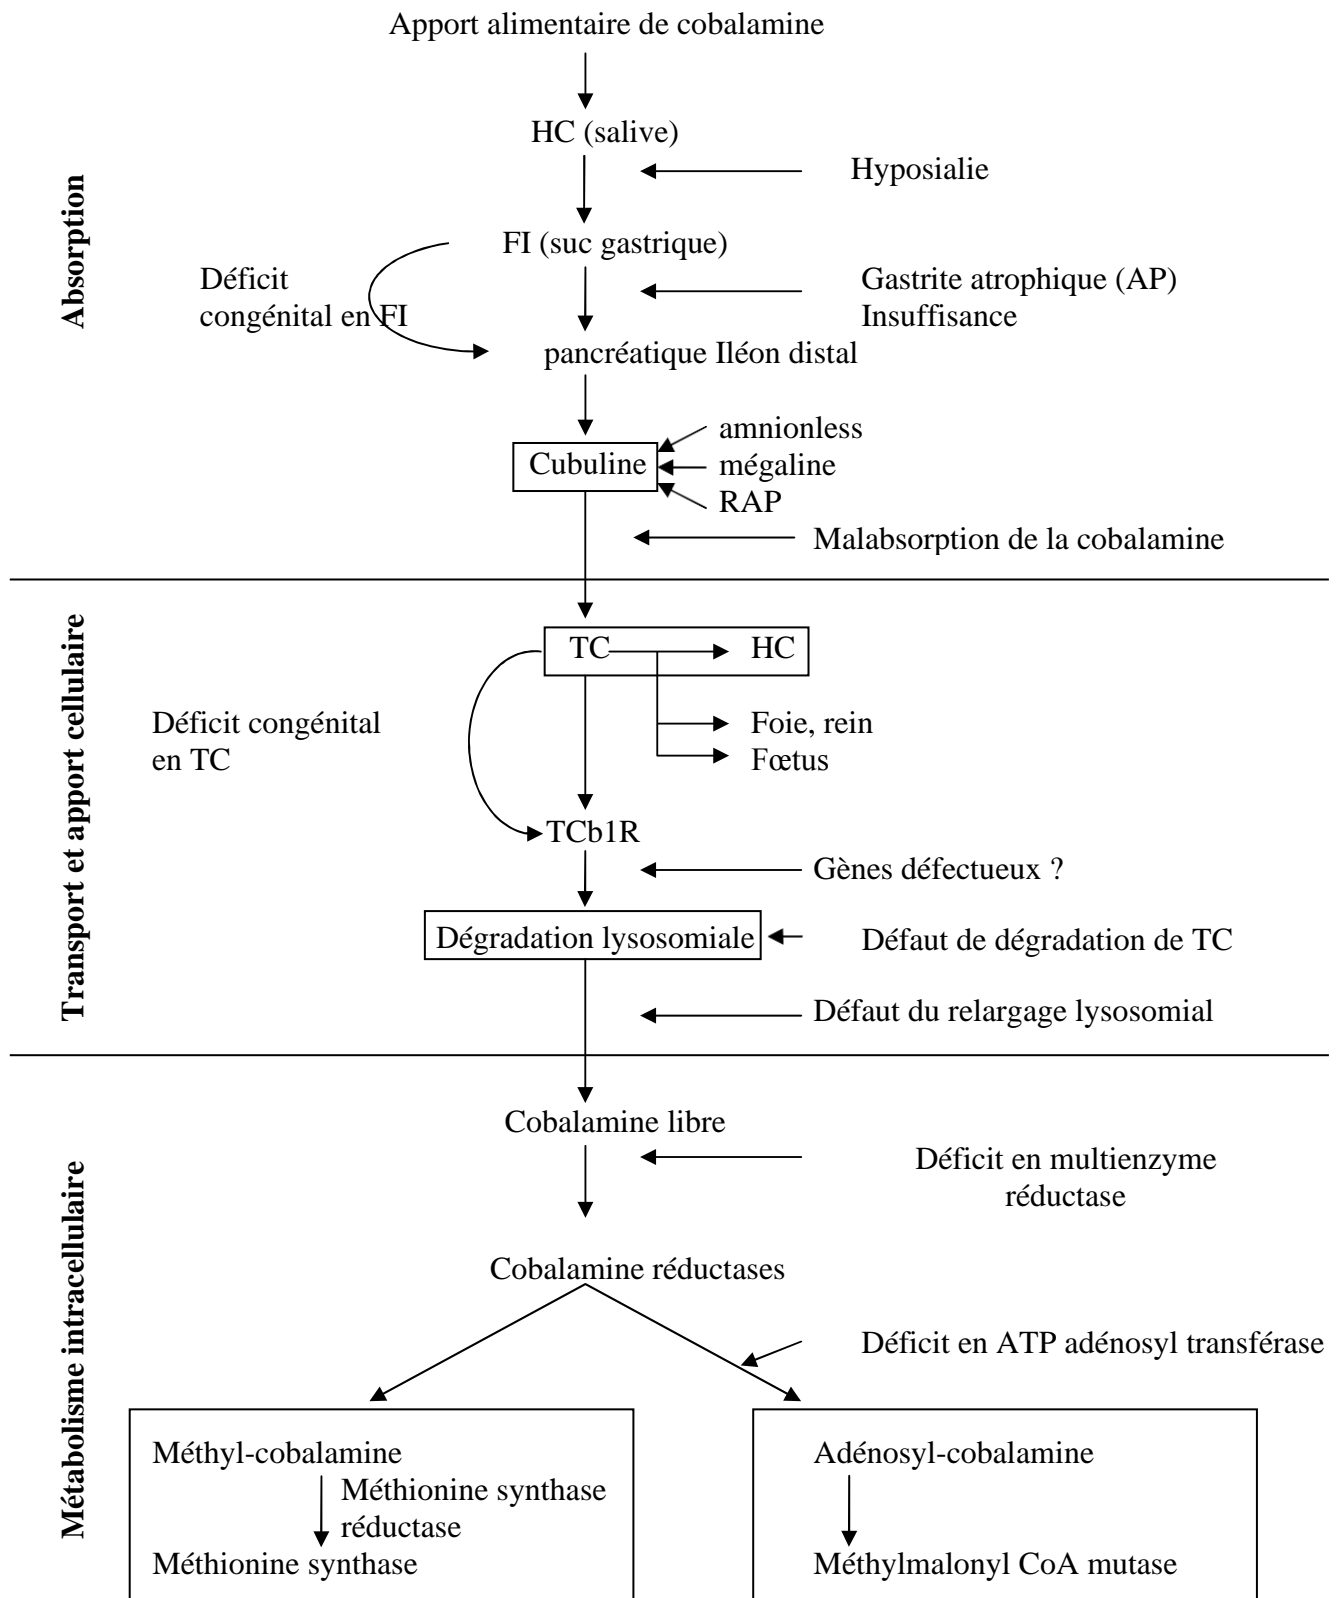 Apport alimentaire de cobalamine
HC (salive)
Hyposialie
Absorption
FI (suc gastrique)
Déficit
congénital en FI
Gastrite atrophique (AP)
Insuffisance
pancréatique Iléon distal
amnionless
Cubuline
mégaline
RAP
Malabsorption de la cobalamine
Transport et apport cellulaire
TC
HC
Déficit congénital
en TC
Foie, rein
Fœtus
TCb1R
Gènes défectueux ?
Dégradation lysosomiale
Défaut de dégradation de TC
Défaut du relargage lysosomial
Métabolisme intracellulaire
Cobalamine libre
Déficit en multienzyme
réductase
Cobalamine réductases
Déficit en ATP adénosyl transférase
Méthyl-cobalamine
Méthionine synthase
réductase
Méthionine synthase
Adénosyl-cobalamine
Méthylmalonyl CoA mutase